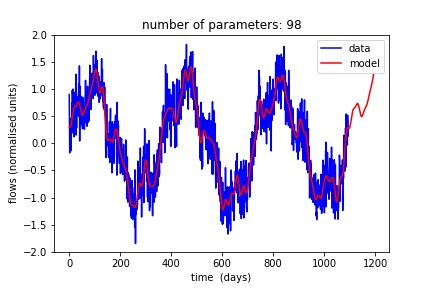 number of parameters: 98
data
model
2.0
1.5
1.0
0.5
0.0
−0.5
−1.0
−1.5
−2.0
flows (normalised units)
0 200 400 600 800 1000 1200
time (days)